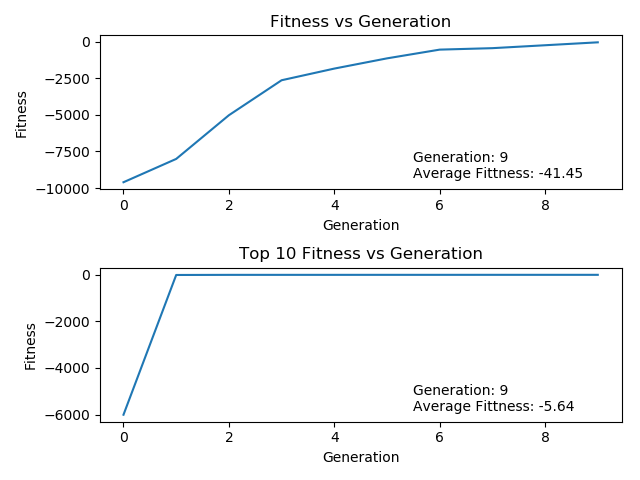 Fitness vs Generation
0
−2500
−5000
−7500
−10000
Fitness
Generation: 9
Average Fittness: -41.45
0 2 4 6 8
Generation
Top 10 Fitness vs Generation
0
−2000
−4000
−6000
Fitness
Generation: 9
Average Fittness: -5.64
0 2 4 6 8
Generation